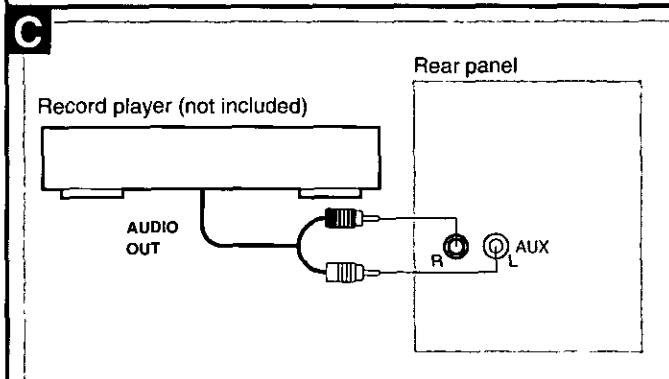 C
Rear panel
Record player (not included)
AUDIO
OUT
R
L
AUX